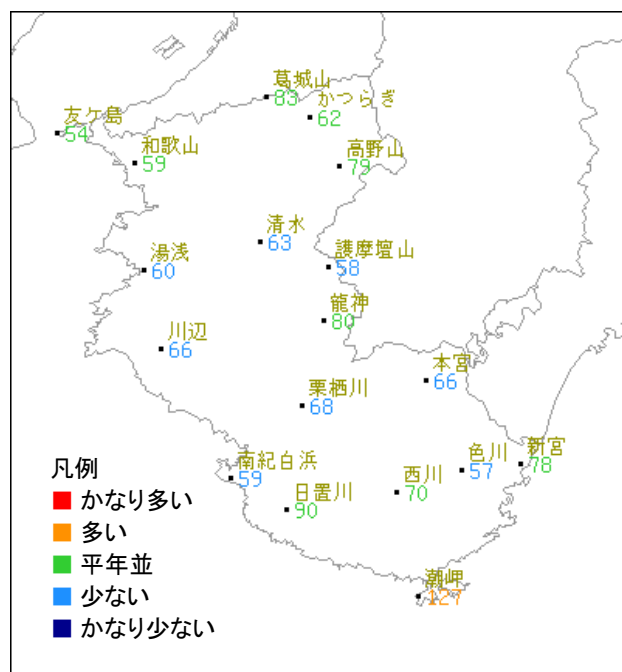 葛城山
83
かつらぎ
62
友ケ島
54
和歌山
59
高野山
79
清水
63
護摩壇山
58
湯浅
60
龍神
80
川辺
66
本宮
66
栗栖川
68
南紀白浜
59
日置川
90
西川
70
色川
57
新宮
78
潮岬
127
凡例
かなり多い
多い
平年並
少ない
かなり少ない